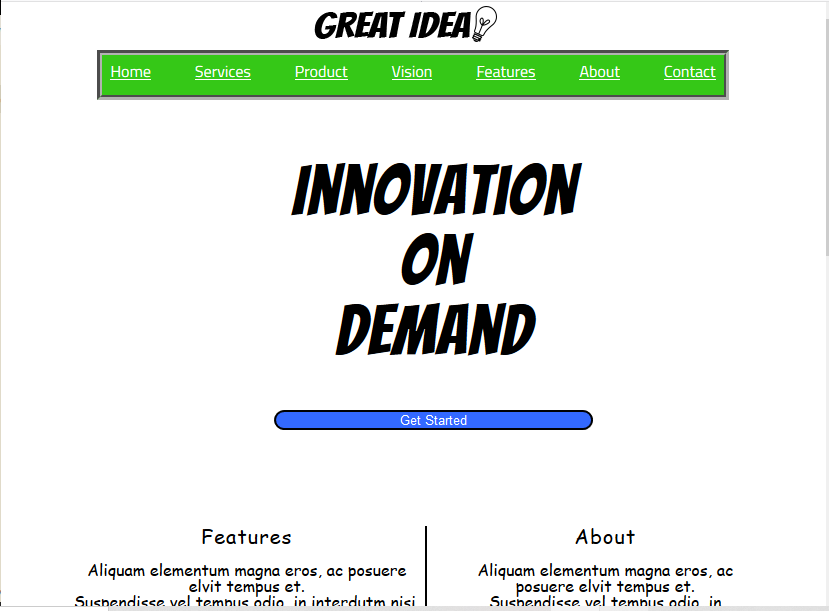 GREAT IDEA
Home Services Product Vision Features About Contact
INNOVATION
ON
DEMAND
Get Started
Features
Aliquam elementum magna eros, ac posuere
elvit tempus et.
Suspendisse vel tempus odio, in interdutm nisi
About
Aliquam elementum magna eros, ac
posuere elvit tempus et.
Suspendisse vel tempus odio, in